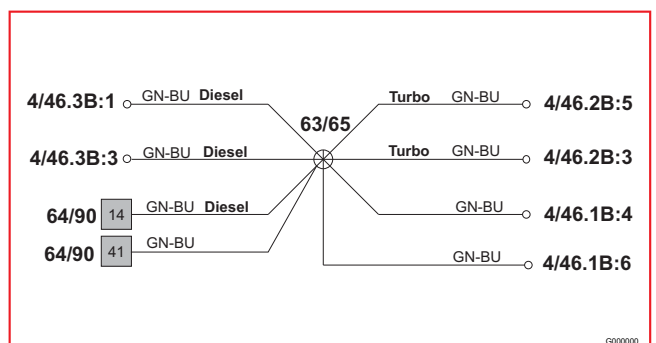 4/46.3B:1 GN-BU Diesel Turbo GN-BU 4/46.2B:5
63/65
4/46.3B:3 GN-BU Diesel Turbo GN-BU 4/46.2B:3
64/90 14 GN-BU Diesel GN-BU 4/46.1B:4
64/90 41 GN-BU GN-BU 4/46.1B:6
G000000